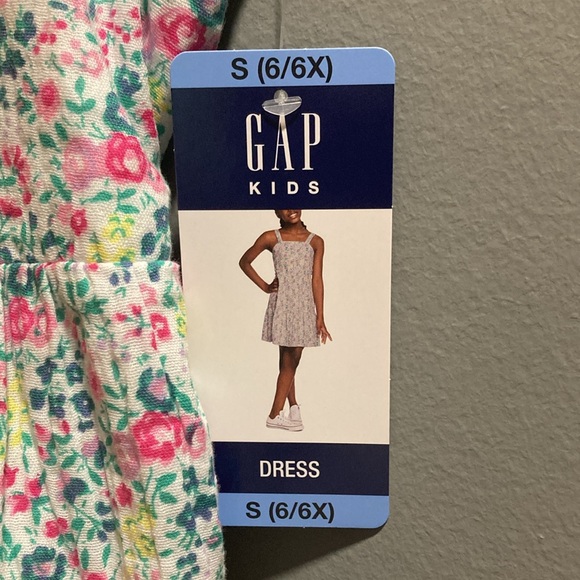 S (6/6X)
GAP
KIDS
DRESS
S (6/6X)